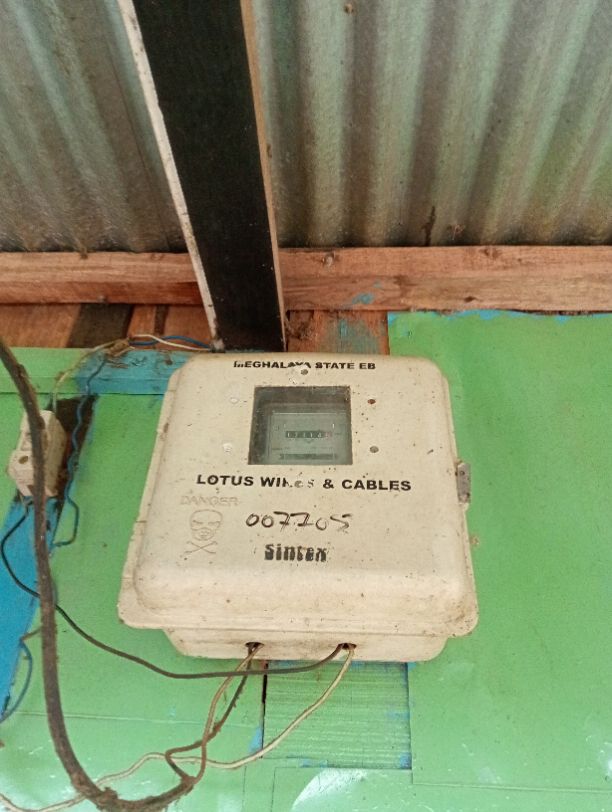 MEGHALAYA STATE EB
LOTUS WIRES & CABLES
DANGER
007705
Sintex